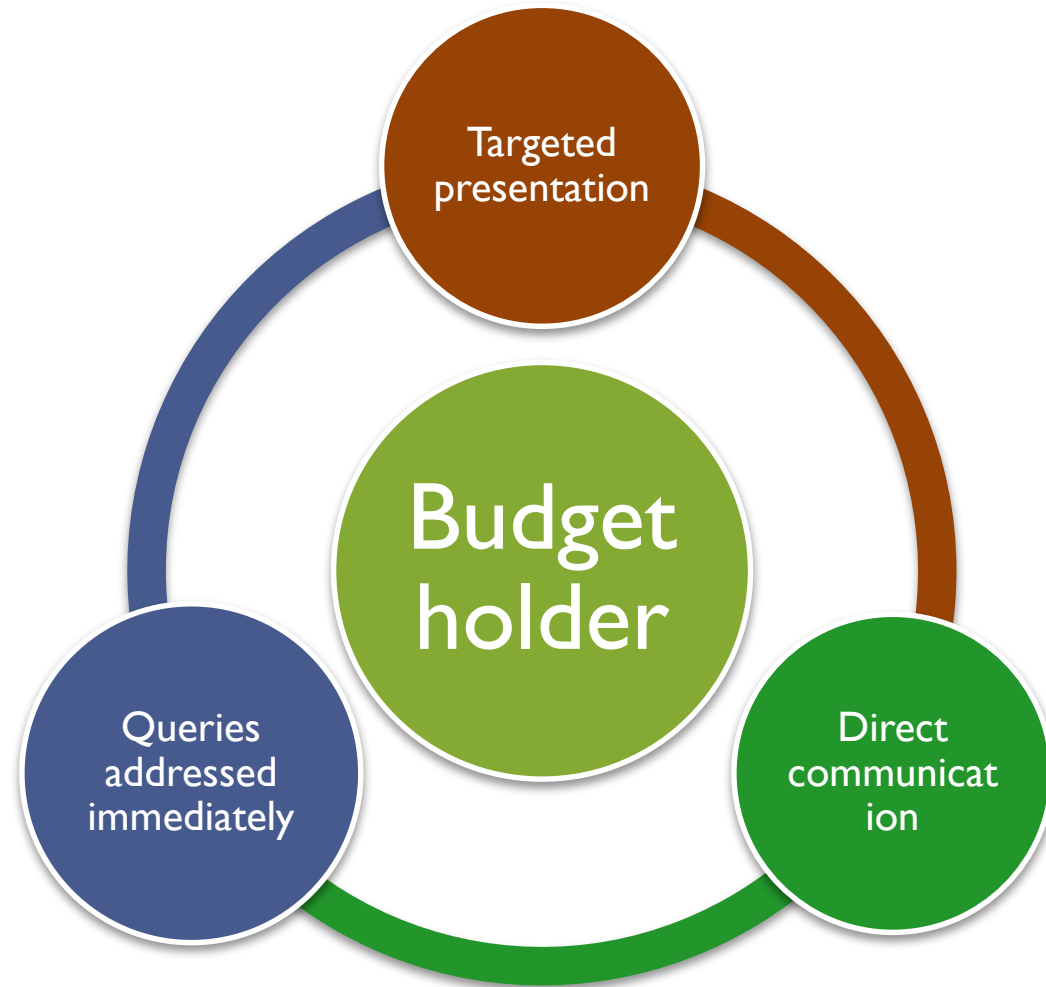 Targeted
presentation
Budget
holder
Queries
addressed
immediately
Direct
communicat
ion